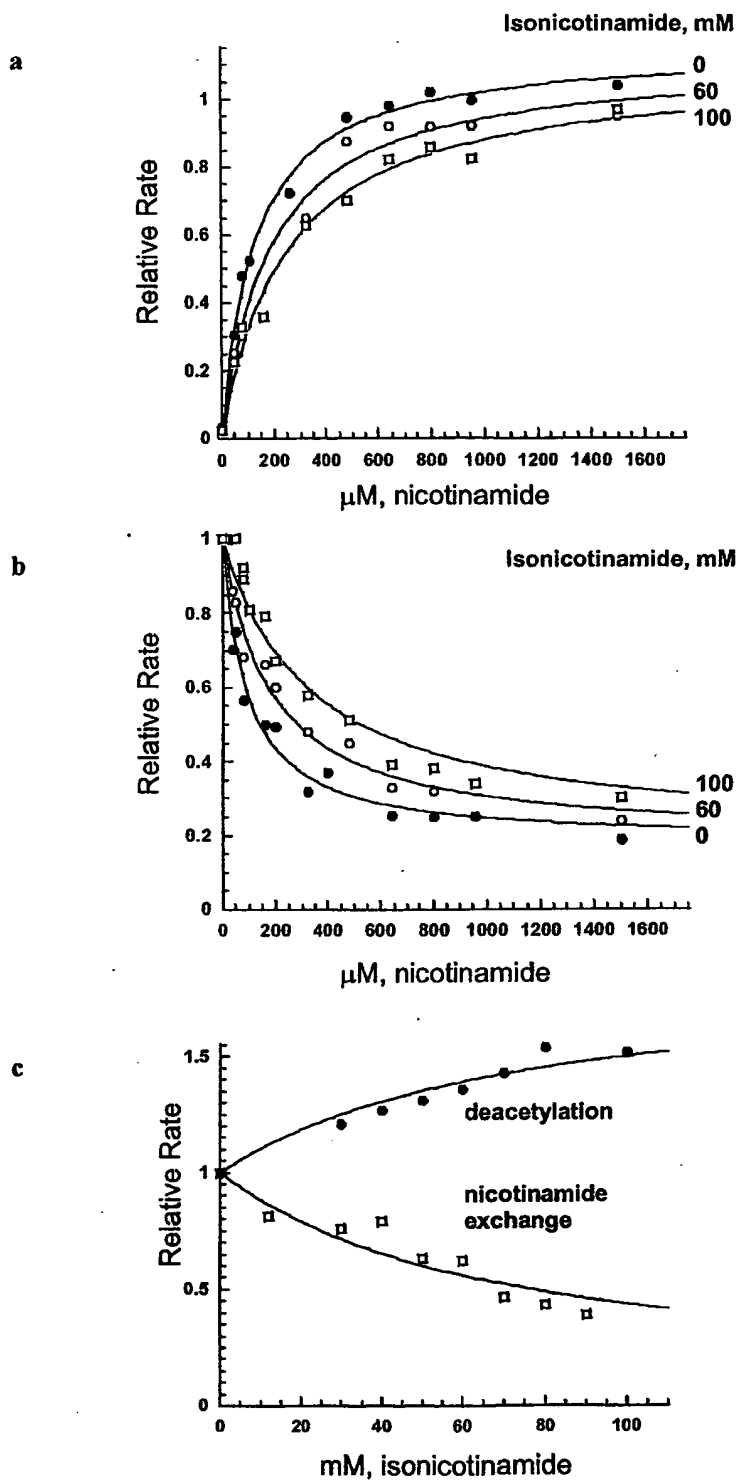 Isonicotinamide, mM
a
0
60
100
1
0.8
0.6
0.4
0.2
0
Relative Rate
0 200 400 600 800 1000 1200 1400 1600
μM, nicotinamide
b
Isonicotinamide, mM
1
0.8
0.6
0.4
0.2
0
Relative Rate
100
60
0
0 200 400 600 800 1000 1200 1400 1600
μM, nicotinamide
c
1.5
1
0.5
0
Relative Rate
deacetylation
nicotinamide
exchange
0 20 40 60 80 100
mM, isonicotinamide